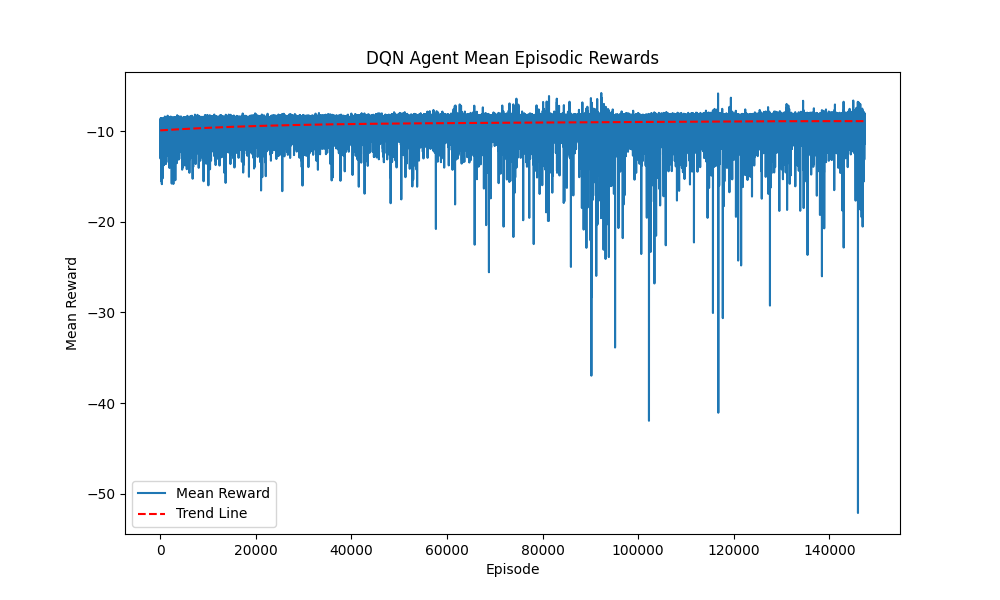 DQN Agent Mean Episodic Rewards
Mean Reward
−10
−20
−30
−40
−50
Mean Reward
Trend Line
0
20000
40000
60000
80000
100000
120000
140000
Episode